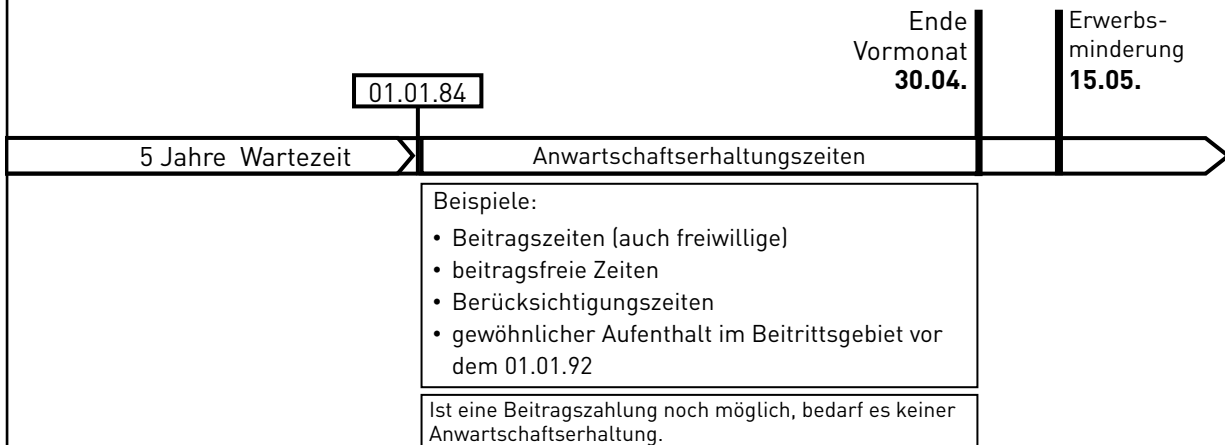 Ende
Vormonat
30.04.
Erwerbs-
minderung
15.05.
01.01.84
5 Jahre Wartezeit
Anwartschaftserhaltungszeiten
Beispiele:
• Beitragszeiten (auch freiwillige)
• beitragsfreie Zeiten
• Berücksichtigungszeiten
• gewöhnlicher Aufenthalt im Beitrittsgebiet vor
dem 01.01.92
Ist eine Beitragszahlung noch möglich, bedarf es keiner
Anwartschaftserhaltung.